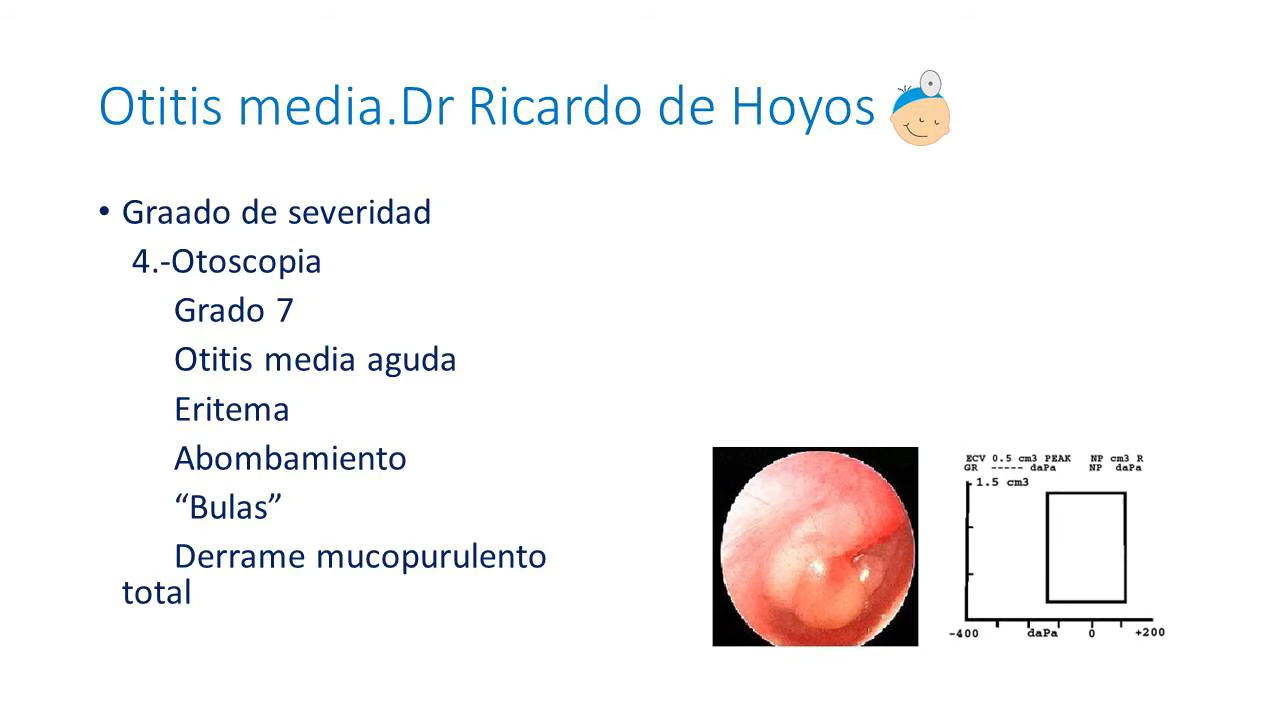 Otitis media.Dr Ricardo de Hoyos
• Graado de severidad
4.-Otoscopia
Grado 7
Otitis media aguda
Eritema
Abombamiento
“Bulas”
Derrame mucopurulento
total
ECV 0.5 cm3 PEAK NP cm3 R
GR ----- daPa NP daPa
1.5 cm3
-400 daPa 0 +200